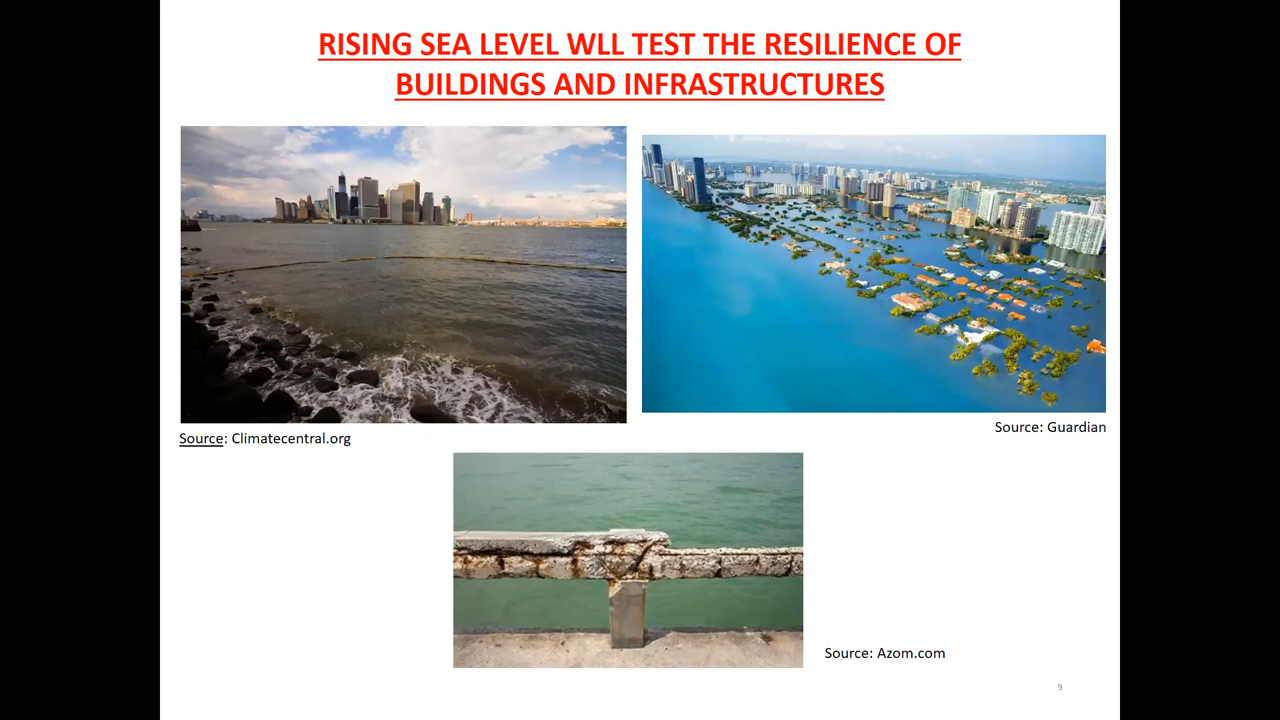 RISING SEA LEVEL WLL TEST THE RESILIENCE OF
BUILDINGS AND INFRASTRUCTURES
Source: Climatecentral.org
Source: Guardian
Source: Azom.com
9